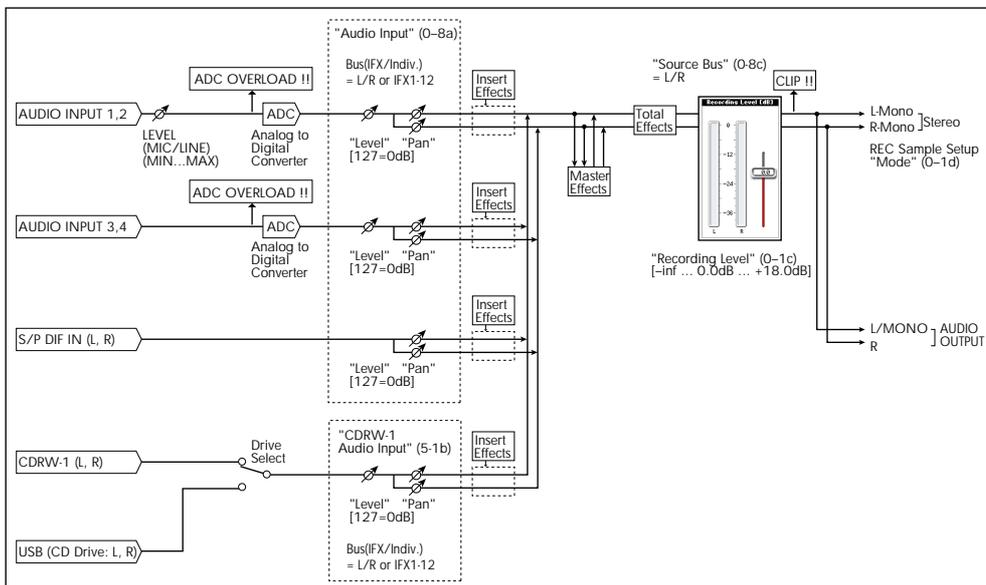 "Audio Input" (0–8a)
Bus(IFX/Indiv.)
= L/R or IFX1-12
ADC OVERLOAD !!
Insert
Effects
"Source Bus" (0-8c)
= L/R
CLIP !!
AUDIO INPUT 1,2
LEVEL
(MIC/LINE)
(MIN...MAX)
ADC
Analog to
Digital
Converter
"Level" "Pan"
[127=0dB]
Total
Effects
Master
Effects
Recording Level [dB]
0
-12
-24
-36
L R
0.0
L-Mono
R-Mono
Stereo
REC Sample Setup
"Mode" (0–1d)
ADC OVERLOAD !!
Insert
Effects
AUDIO INPUT 3,4
ADC
Analog to
Digital
Converter
"Level" "Pan"
[127=0dB]
"Recording Level" (0–1c)
[–inf ... 0.0dB ... +18.0dB]
Insert
Effects
S/P DIF IN (L, R)
"Level" "Pan"
[127=0dB]
L/MONO
R
AUDIO
OUTPUT
"CDRW-1
Audio Input" (5-1b)
Insert
Effects
Drive
Select
CDRW-1 (L, R)
"Level" "Pan"
[127=0dB]
Bus(IFX/Indiv.)
= L/R or IFX1-12
USB (CD Drive: L, R)